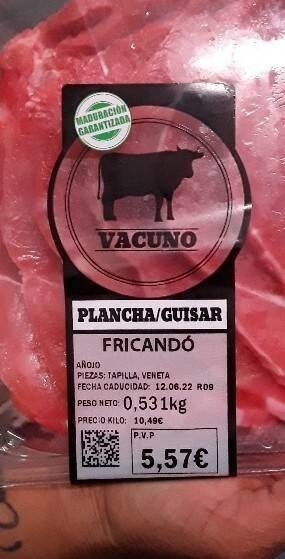 MADURACIÓN
GARANTIZADA
VACUNO
PLANCHA/GUISAR
FRICANDÓ
AÑOJO
PIEZAS: TAPILLA, VENETA
FECHA CADUCIDAD: 12.06.22 R09
PESO NETO: 0,531kg
PRECIO KILO: 10,49€
P.V.P
5,57€